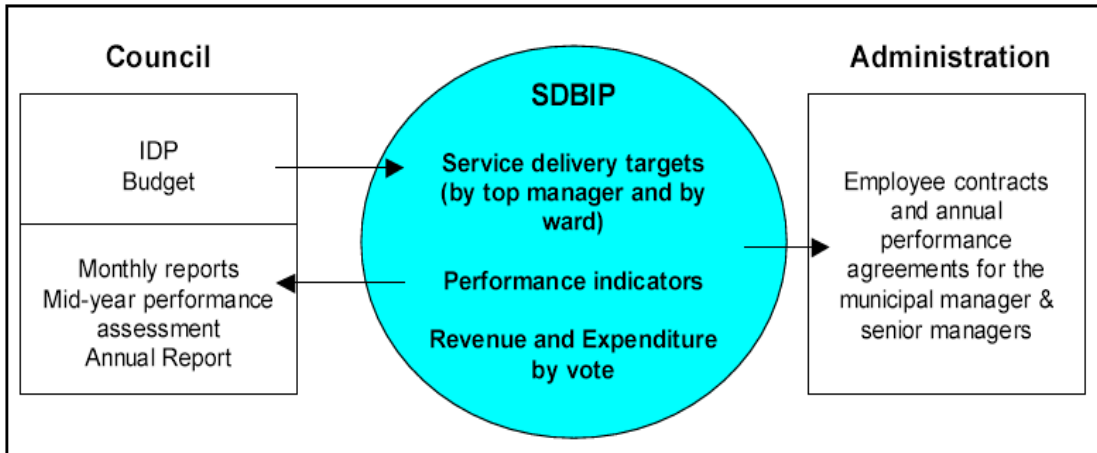 Council
IDP
Budget
Monthly reports
Mid-year performance
assessment
Annual Report
SDBIP
Service delivery targets
(by top manager and by
ward)
Performance indicators
Revenue and Expenditure
by vote
Administration
Employee contracts
and annual
performance
agreements for the
municipal manager &
senior managers